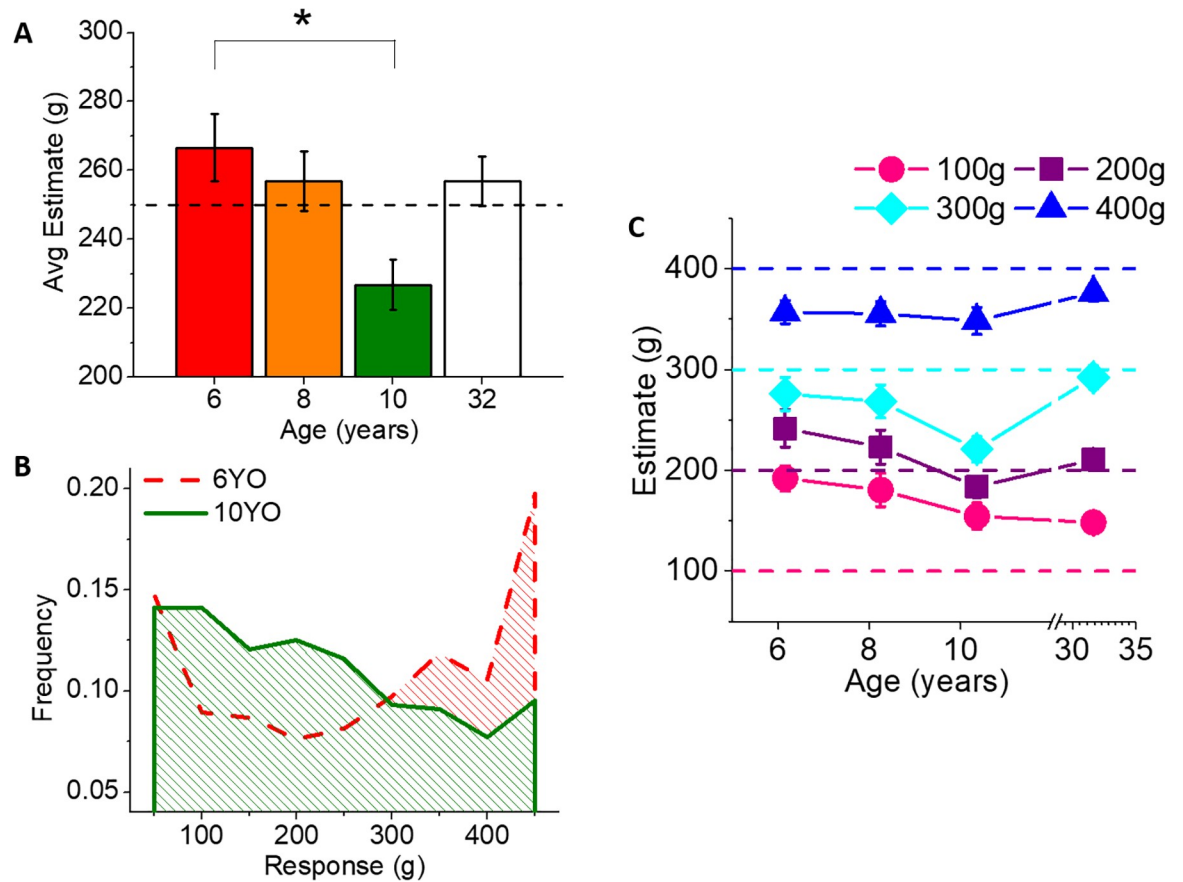 A
*
Avg Estimate (g)
300
280
260
240
220
200
6 8 10 32
Age (years)
B
6YO
10YO
Frequency
0.20
0.15
0.10
0.05
100 200 300 400
Response (g)
C
100g 200g
300g 400g
Estimate (g)
400
300
200
100
6 8 10 // 30 35
Age (years)